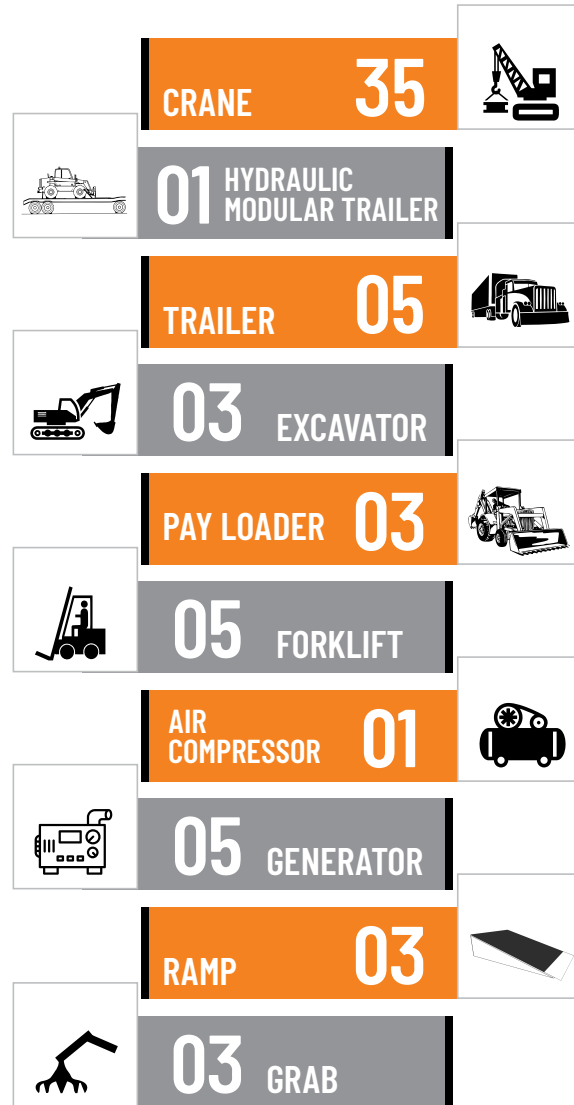 CRANE 35
01 HYDRAULIC
MODULAR TRAILER
TRAILER 05
03 EXCAVATOR
PAY LOADER 03
05 FORKLIFT
AIR
COMPRESSOR 01
05 GENERATOR
RAMP 03
03 GRAB